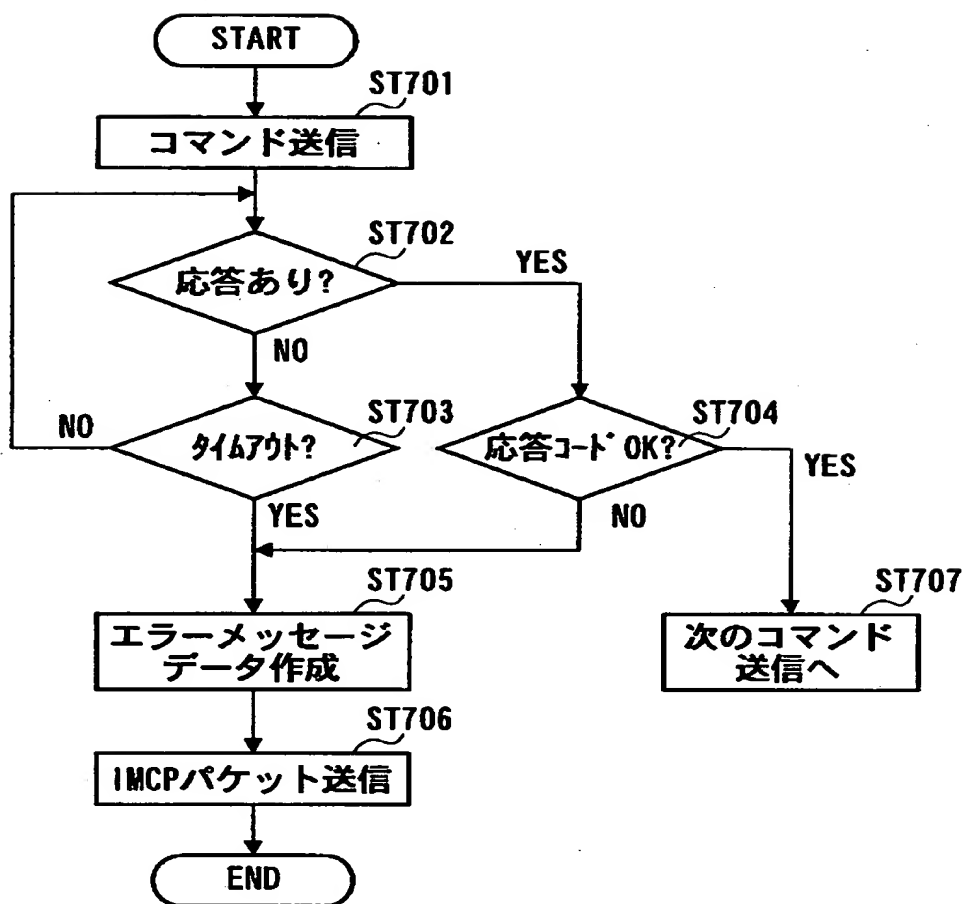 START
ST701
コマンド送信
ST702
応答あり?
YES
NO
ST703
タイムアウト?
NO
YES
ST704
応答コードOK?
YES
NO
ST705
エラーメッセージ
データ作成
ST707
次のコマンド
送信へ
ST706
IMCPパケット送信
END